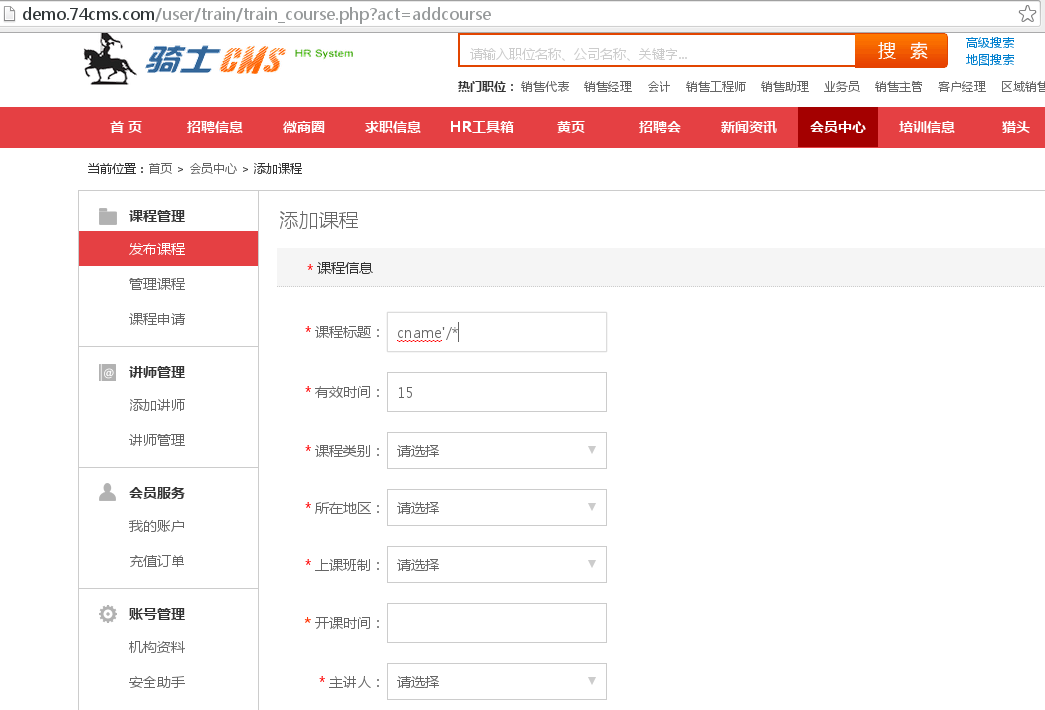 demo.74cms.com/user/train/train_course.php?act=addcourse
骑士CMS HR System
请输入职位名称、公司名称、关键字... 搜 索 高级搜索
地图搜索
热门职位： 销售代表 销售经理 会计 销售工程师 销售助理 业务员 销售主管 客户经理 区域销售
首 页 招聘信息 微商圈 求职信息 HR工具箱 黄页 招聘会 新闻资讯 会员中心 培训信息 猎头
当前位置：首页 > 会员中心 > 添加课程
课程管理
发布课程
管理课程
课程申请
讲师管理
添加讲师
讲师管理
会员服务
我的账户
充值订单
账号管理
机构资料
安全助手
添加课程
* 课程信息
* 课程标题： cname'/*
* 有效时间： 15
* 课程类别： 请选择
* 所在地区： 请选择
* 上课班制： 请选择
* 开课时间：
* 主讲人： 请选择